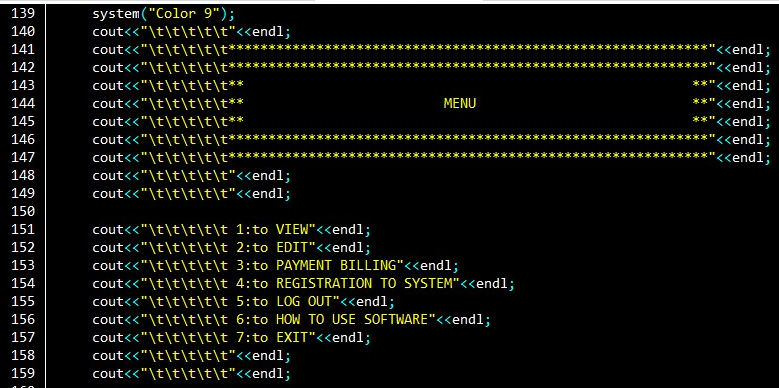 139 system("Color 9");
140 cout<<"\t\t\t\t\t"<<endl;
141 cout<<"\t\t\t\t\t************************************************************"<<endl;
142 cout<<"\t\t\t\t\t************************************************************"<<endl;
143 cout<<"\t\t\t\t\t**                                                        **"<<endl;
144 cout<<"\t\t\t\t\t**                         MENU                           **"<<endl;
145 cout<<"\t\t\t\t\t**                                                        **"<<endl;
146 cout<<"\t\t\t\t\t************************************************************"<<endl;
147 cout<<"\t\t\t\t\t************************************************************"<<endl;
148 cout<<"\t\t\t\t\t"<<endl;
149 cout<<"\t\t\t\t\t"<<endl;
150
151 cout<<"\t\t\t\t\t 1:to VIEW"<<endl;
152 cout<<"\t\t\t\t\t 2:to EDIT"<<endl;
153 cout<<"\t\t\t\t\t 3:to PAYMENT BILLING"<<endl;
154 cout<<"\t\t\t\t\t 4:to REGISTRATION TO SYSTEM"<<endl;
155 cout<<"\t\t\t\t\t 5:to LOG OUT"<<endl;
156 cout<<"\t\t\t\t\t 6:to HOW TO USE SOFTWARE"<<endl;
157 cout<<"\t\t\t\t\t 7:to EXIT"<<endl;
158 cout<<"\t\t\t\t\t"<<endl;
159 cout<<"\t\t\t\t\t"<<endl;